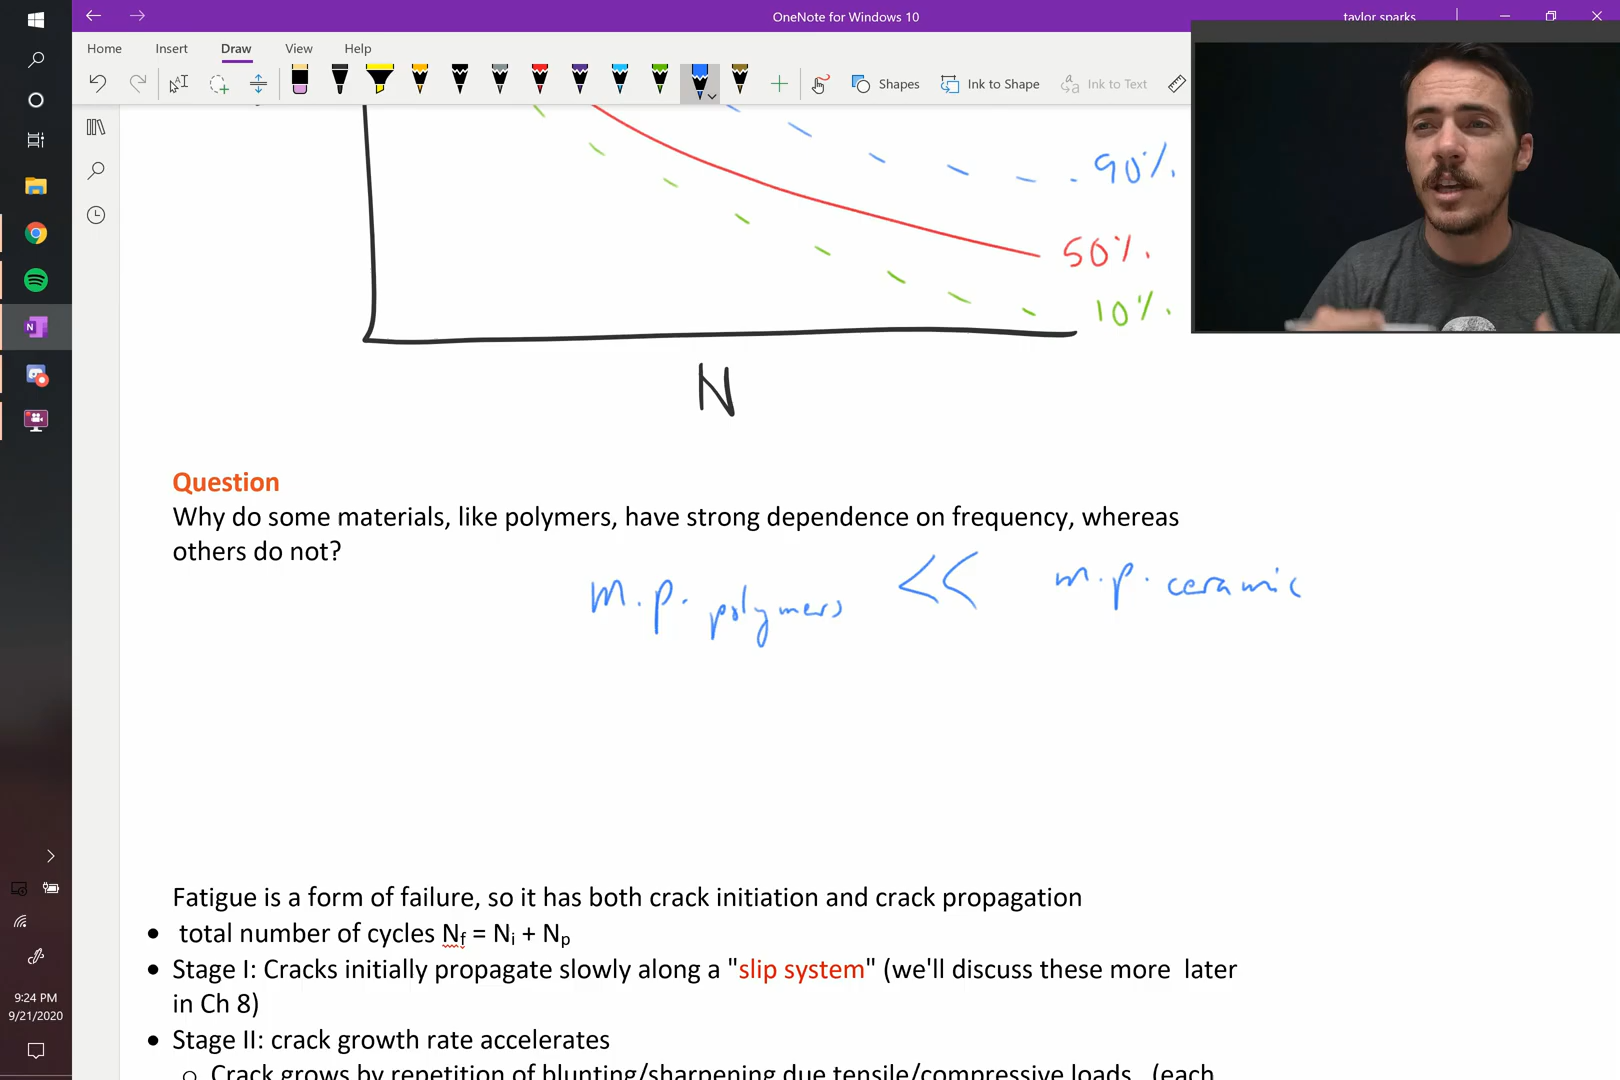 OneNote for Windows 10
taylor sparks
Home Insert Draw View Help
Shapes Ink to Shape Ink to Text
90%.
50%.
10%.
N
Question
Why do some materials, like polymers, have strong dependence on frequency, whereas
others do not?
m.p. polymers << m.p. ceramic
Fatigue is a form of failure, so it has both crack initiation and crack propagation
• total number of cycles Nf = Ni + Np
• Stage I: Cracks initially propagate slowly along a "slip system" (we'll discuss these more later
in Ch 8)
• Stage II: crack growth rate accelerates
o Crack grows by repetition of blunting/sharpening due tensile/compressive loads. (each
9:24 PM
9/21/2020